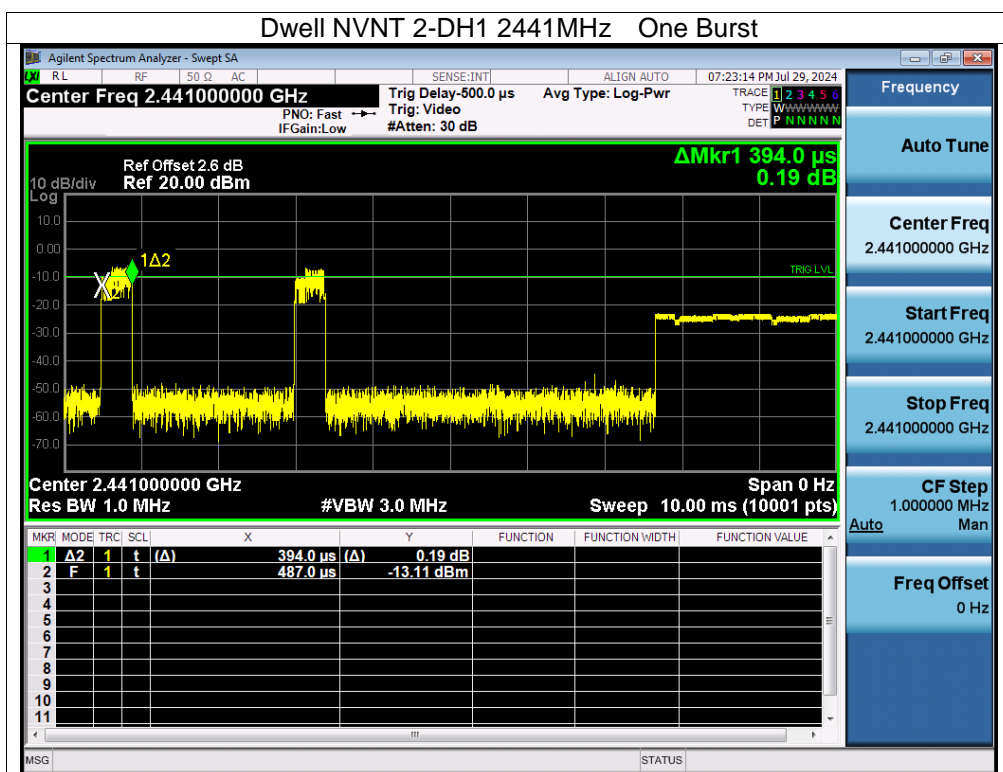 Dwell NVNT 2-DH1 2441MHz One Burst
Agilent Spectrum Analyzer - Swept SA
LXI RL RF 50 Ω AC SENSE:INT ALIGN AUTO 07:23:14 PM Jul 29, 2024
Center Freq 2.441000000 GHz
PNO: Fast
IFGain:Low
Trig Delay-500.0 µs
Trig: Video
#Atten: 30 dB
Avg Type: Log-Pwr
TRACE 1 2 3 4 5 6
TYPE WWWWWW
DET P N N N N N
ΔMkr1 394.0 µs
0.19 dB
Ref Offset 2.6 dB
10 dB/div Ref 20.00 dBm
Log
10.0
0.00
-10.0
-20.0
-30.0
-40.0
-50.0
-60.0
-70.0
1Δ2
X2
TRIG LVL
Center 2.441000000 GHz Span 0 Hz
Res BW 1.0 MHz #VBW 3.0 MHz Sweep 10.00 ms (10001 pts)
MKR MODE TRC SCL X Y FUNCTION FUNCTION WIDTH FUNCTION VALUE
1 Δ2 1 t (Δ) 394.0 µs (Δ) 0.19 dB
2 F 1 t 487.0 µs -13.11 dBm
3
4
5
6
7
8
9
10
11
MSG STATUS
Frequency
Auto Tune
Center Freq
2.441000000 GHz
Start Freq
2.441000000 GHz
Stop Freq
2.441000000 GHz
CF Step
1.000000 MHz
Auto Man
Freq Offset
0 Hz